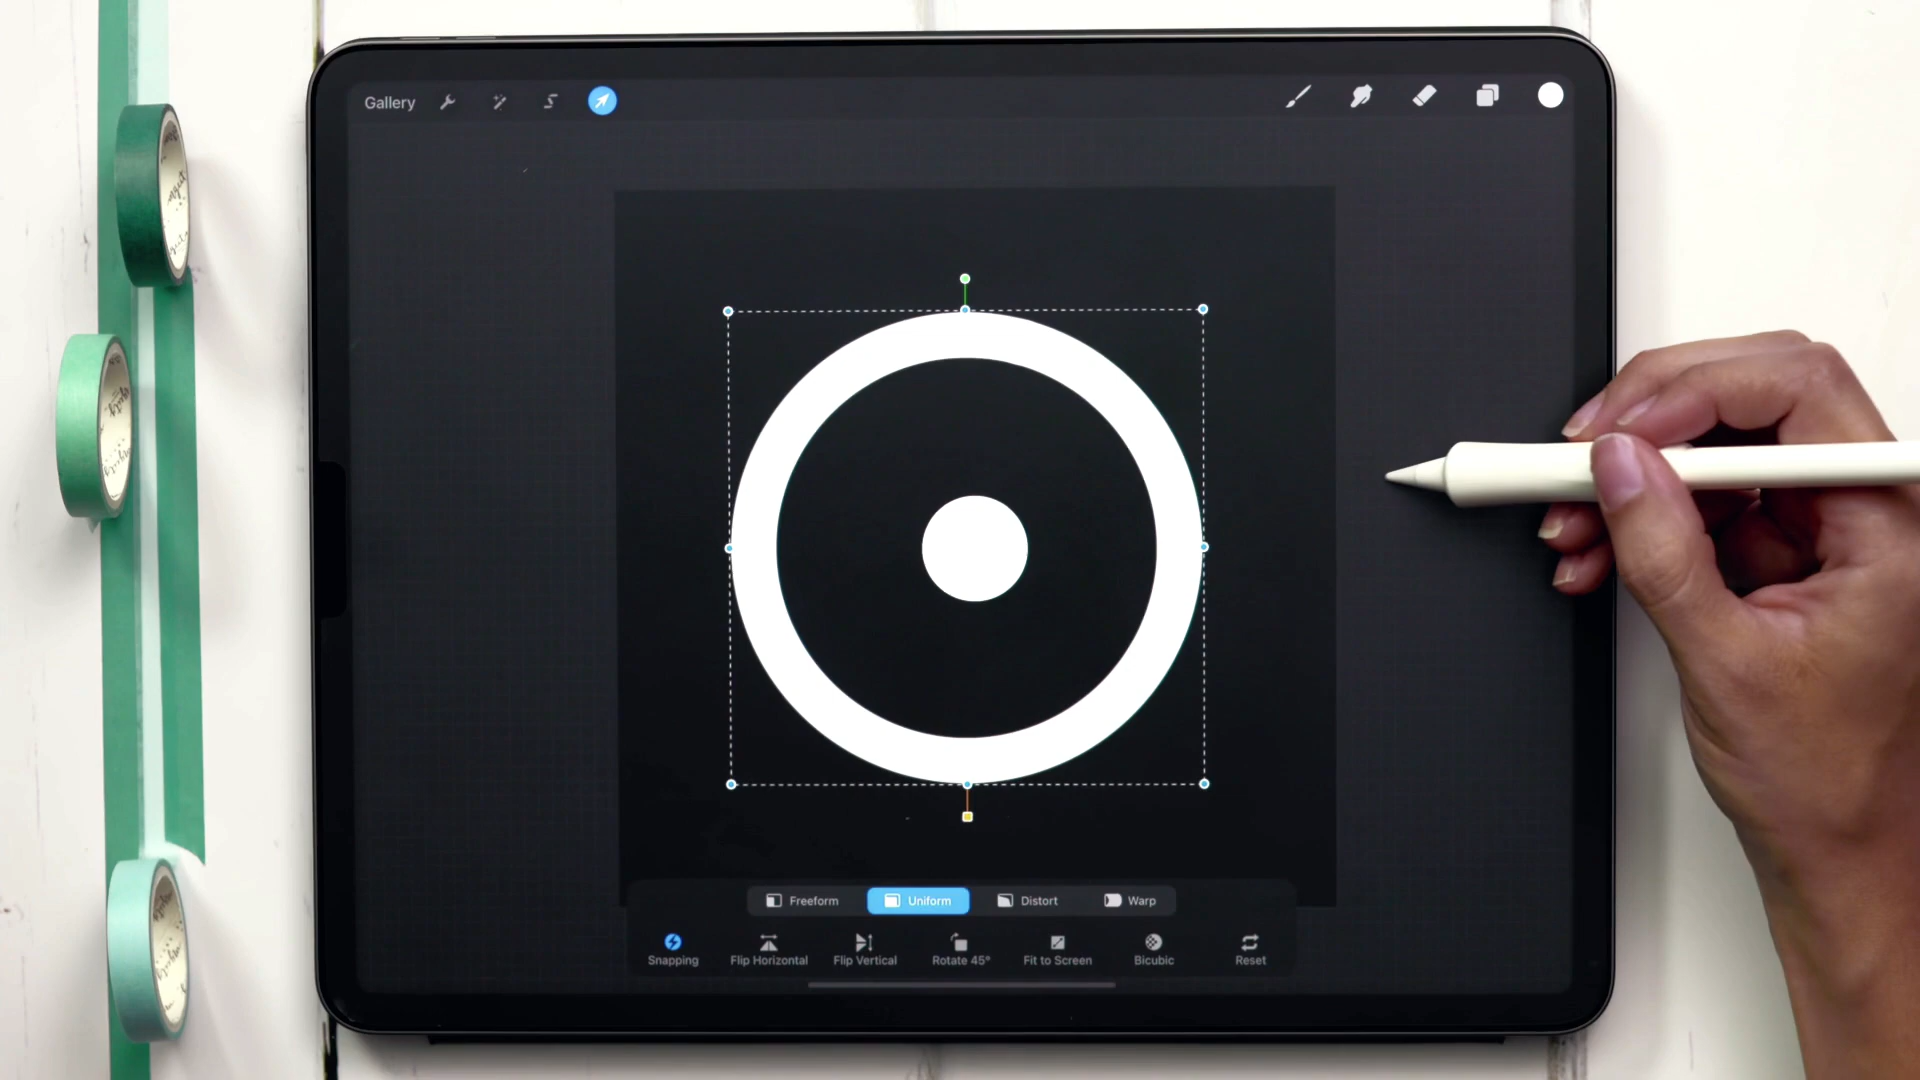 Gallery
Freeform Uniform Distort Warp
Snapping Flip Horizontal Flip Vertical Rotate 45° Fit to Screen Bicubic Reset